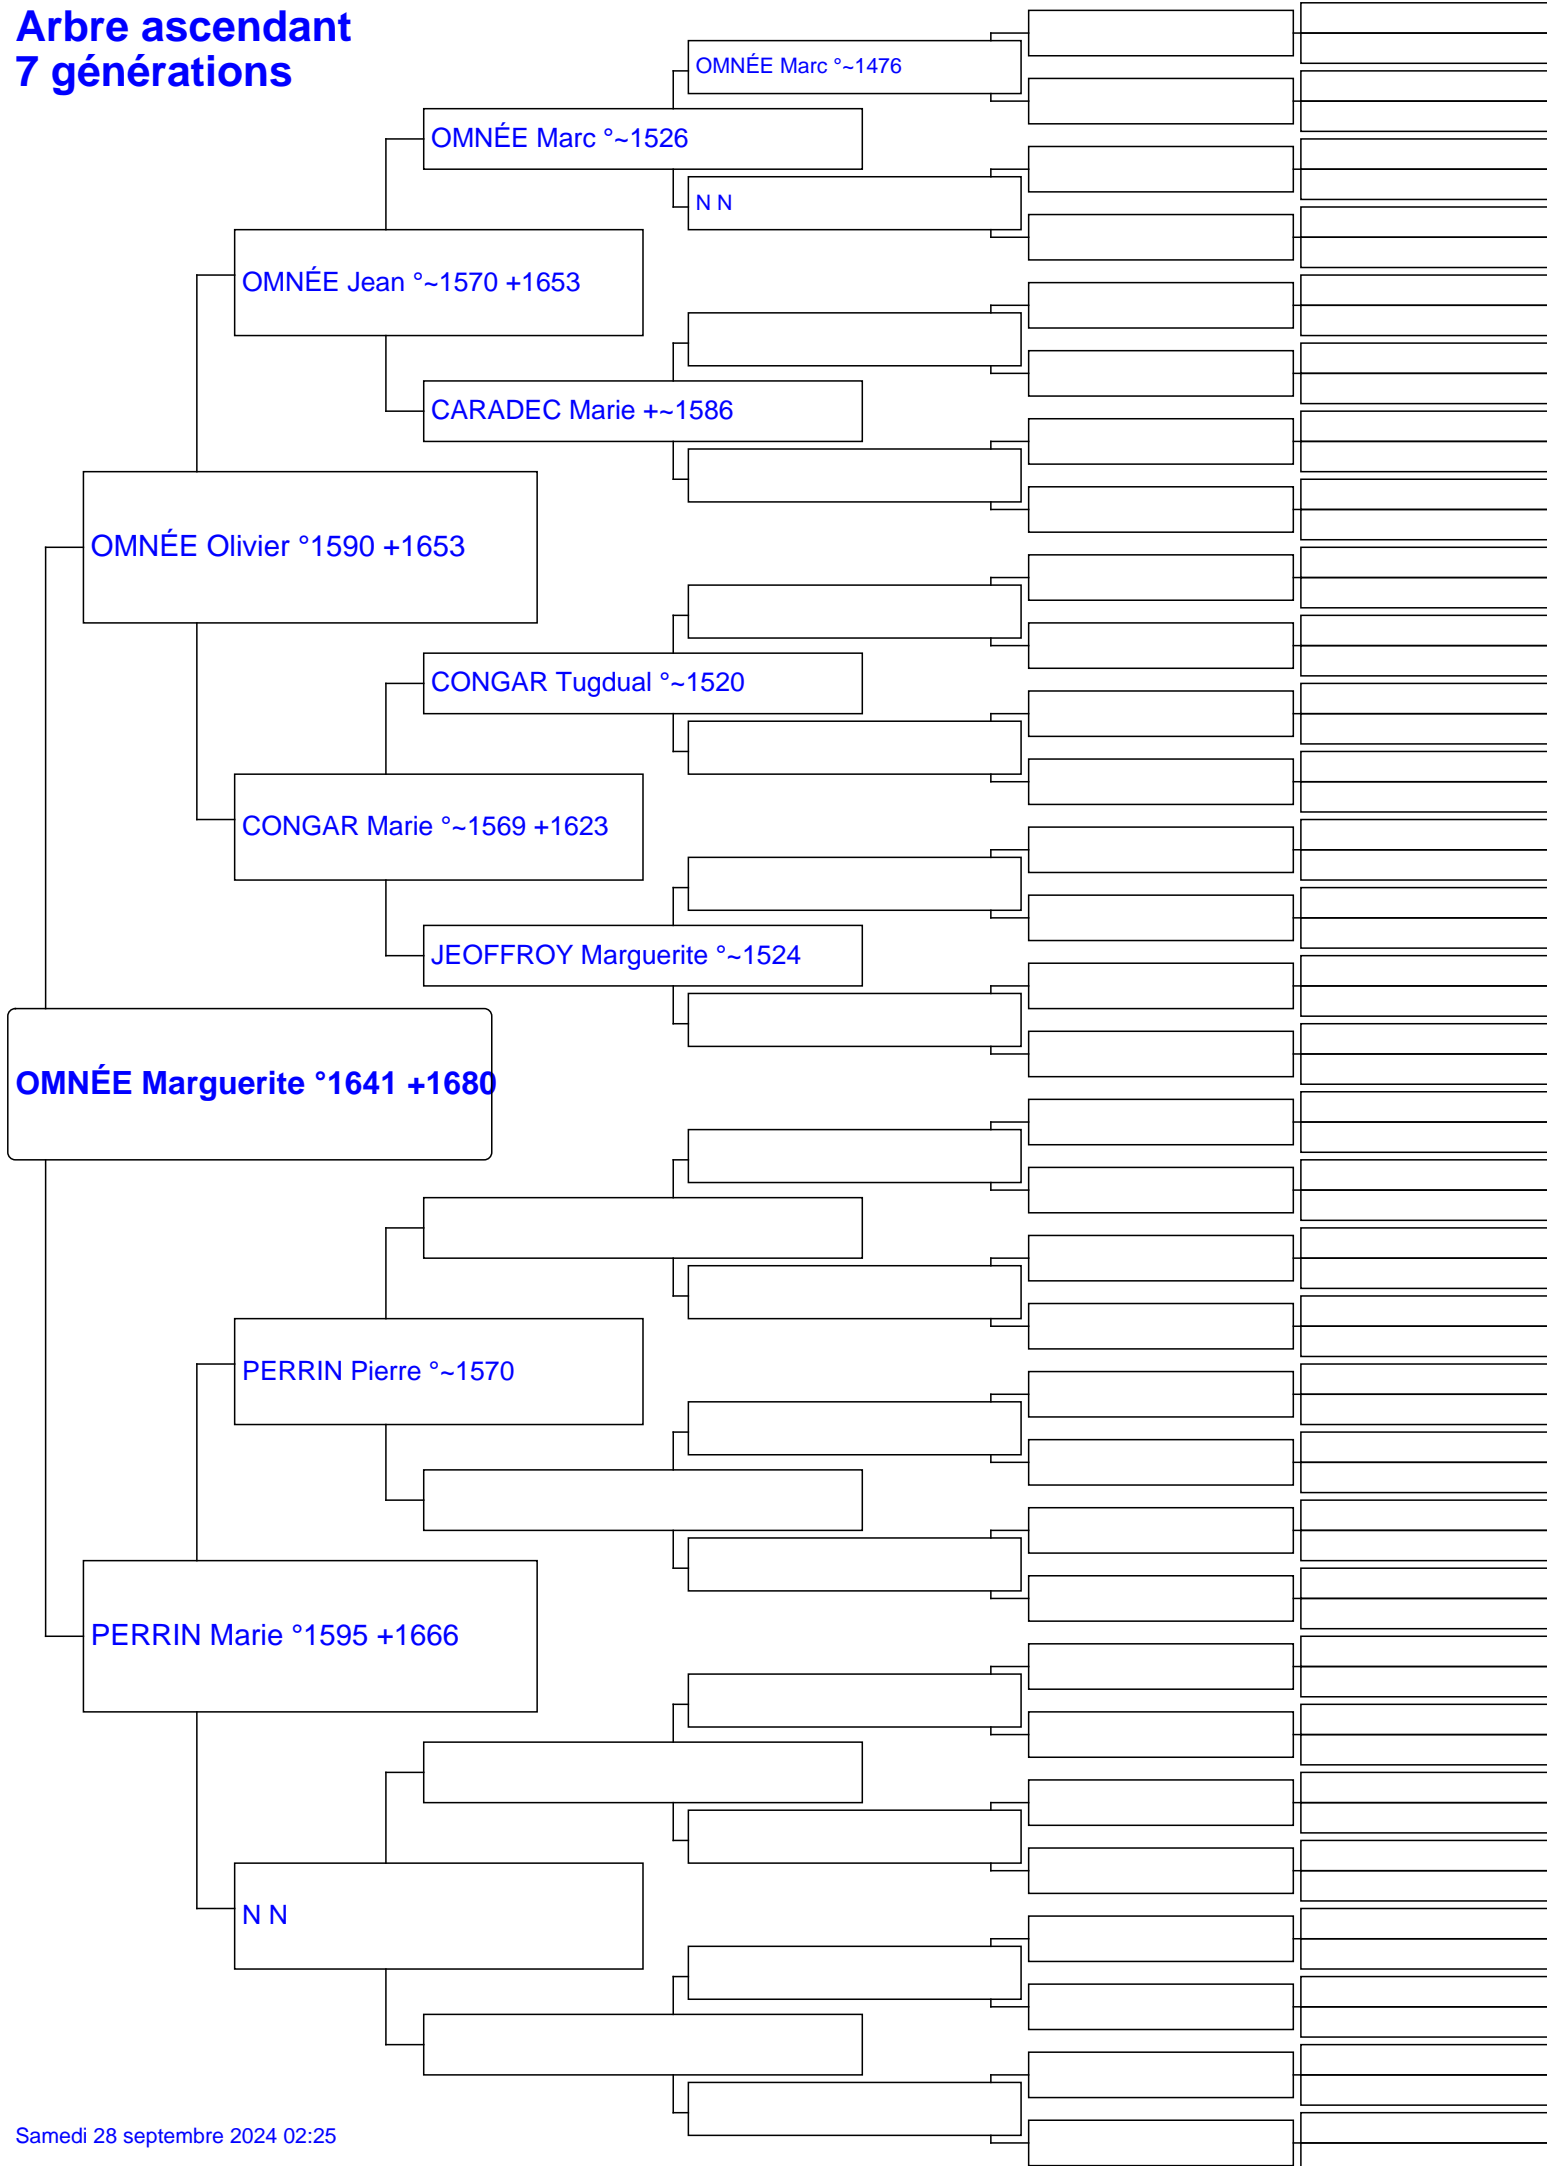 Arbre ascendant
7 générations
OMNÉE Marc °~1476
OMNÉE Marc °~1526
N N
OMNÉE Jean °~1570 +1653
CARADEC Marie +~1586
OMNÉE Olivier °1590 +1653
CONGAR Tugdual °~1520
CONGAR Marie °~1569 +1623
JEOFFROY Marguerite °~1524
OMNÉE Marguerite °1641 +1680
PERRIN Pierre °~1570
PERRIN Marie °1595 +1666
N N
Samedi 28 septembre 2024 02:25